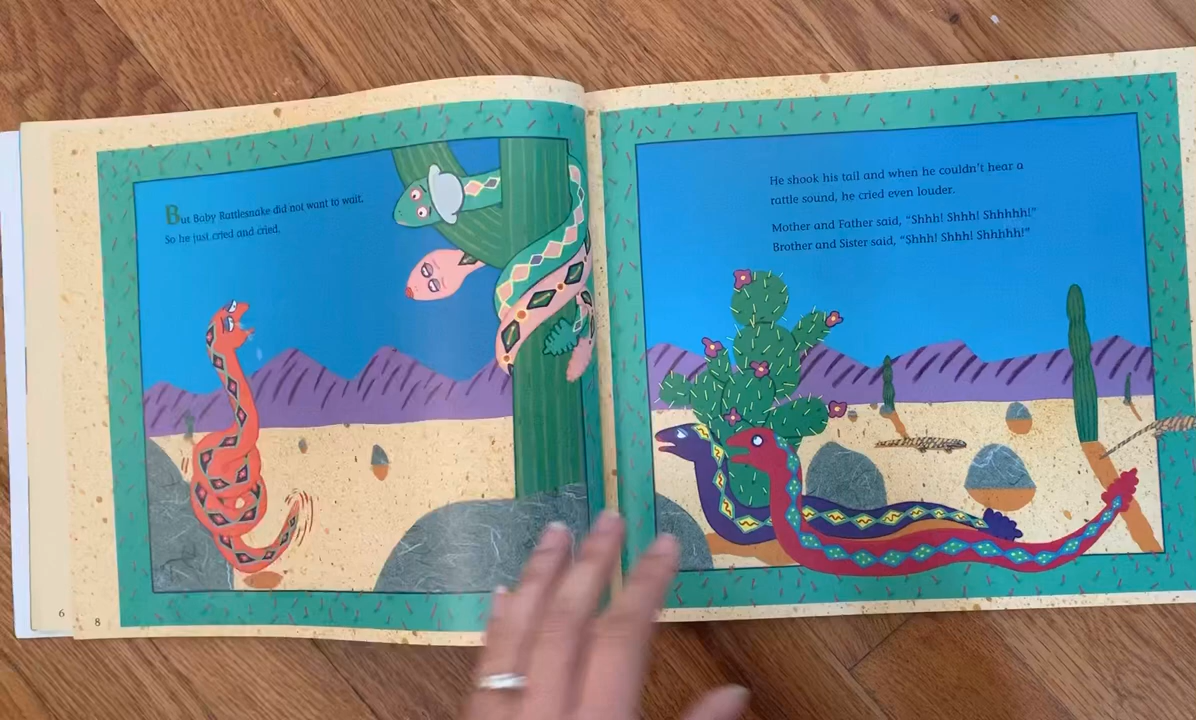 But Baby Rattlesnake did not want to wait.
So he just cried and cried.
6
8
He shook his tail and when he couldn't hear a
rattle sound, he cried even louder.
Mother and Father said, “Shhh! Shhh! Shhhhh!”
Brother and Sister said, “Shhh! Shhh! Shhhhh!”